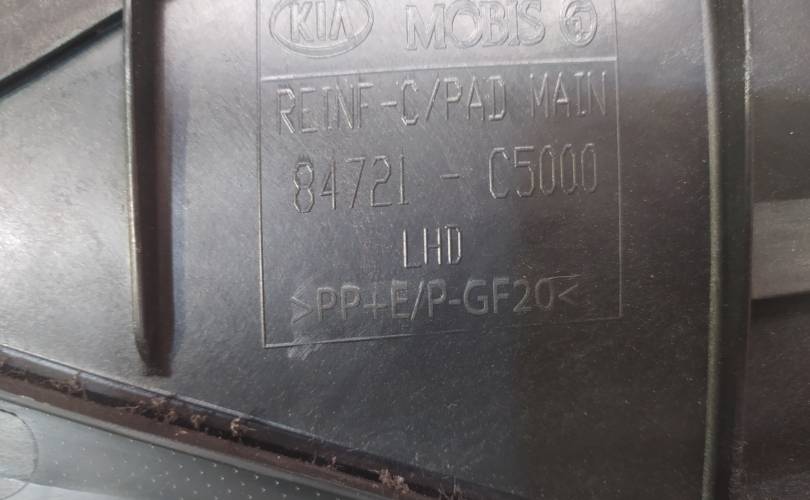 KIA MOBIS
REINF-C/PAD MAIN
84721 - C5000
LHD
>PP+E/P-GF20<